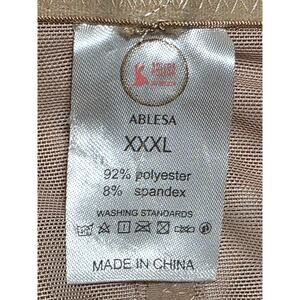 ABLESA
XXXL
92% polyester
8% spandex
WASHING STANDARDS
MADE IN CHINA